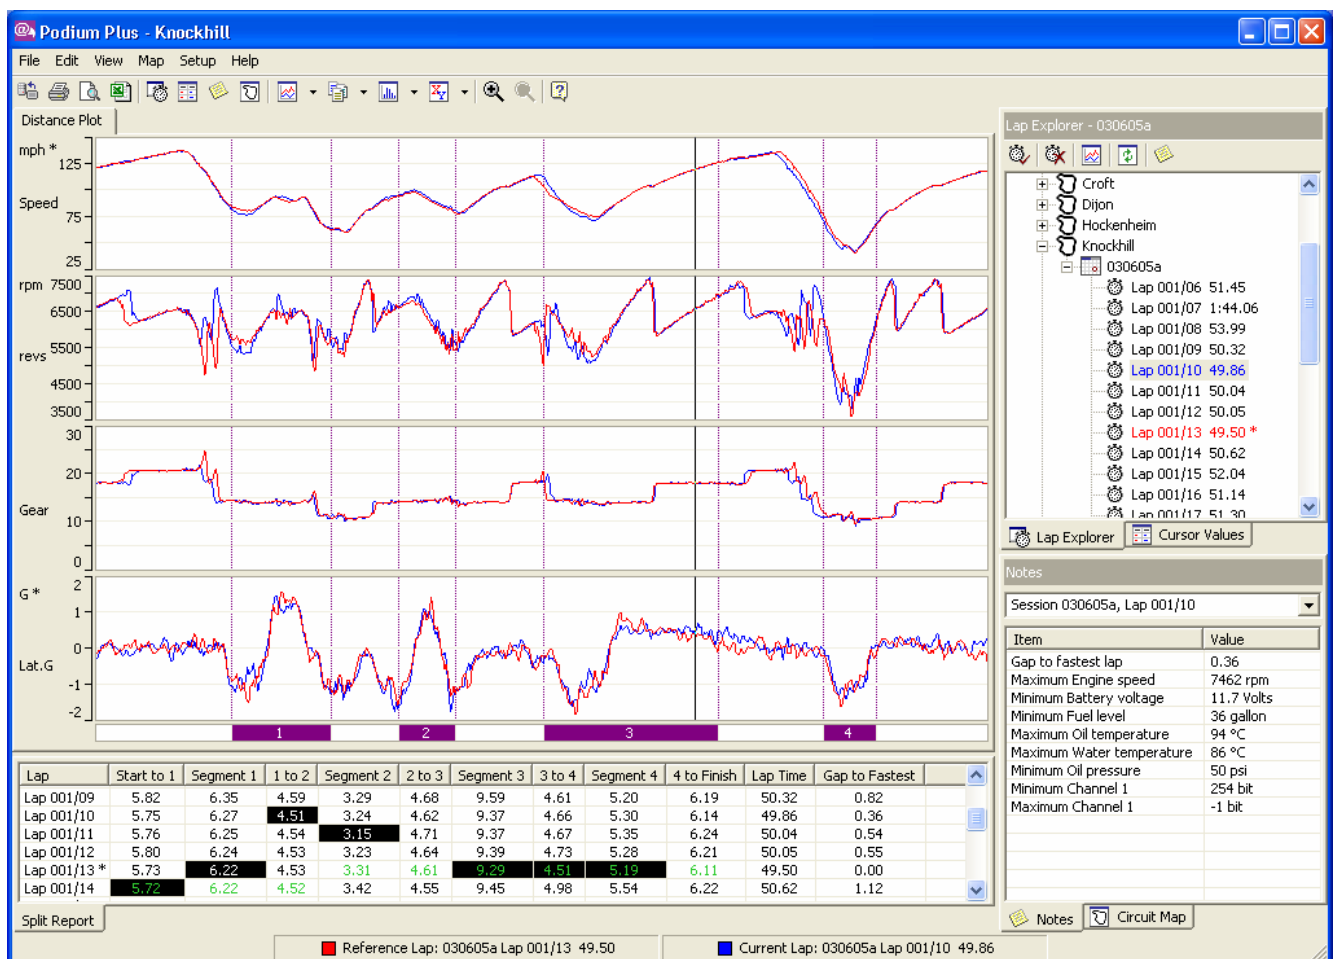 Podium Plus - Knockhill
File Edit View Map Setup Help
Distance Plot
mph *
125
Speed
75
25
rpm 7500
6500
revs 5500
4500
3500
30
20
Gear
10
0
2
G *
1
0
Lat.G
-1
-2
1 2 3 4
Lap Start to 1 Segment 1 1 to 2 Segment 2 2 to 3 Segment 3 3 to 4 Segment 4 4 to Finish Lap Time Gap to Fastest
Lap 001/09 5.82 6.35 4.59 3.29 4.68 9.59 4.61 5.20 6.19 50.32 0.82
Lap 001/10 5.75 6.27 4.51 3.24 4.62 9.37 4.66 5.30 6.14 49.86 0.36
Lap 001/11 5.76 6.25 4.54 3.15 4.71 9.37 4.67 5.35 6.24 50.04 0.54
Lap 001/12 5.80 6.24 4.53 3.23 4.64 9.39 4.73 5.28 6.21 50.05 0.55
Lap 001/13 * 5.73 6.22 4.53 3.31 4.61 9.29 4.51 5.19 6.11 49.50 0.00
Lap 001/14 5.72 6.22 4.52 3.42 4.55 9.45 4.98 5.54 6.22 50.62 1.12
Split Report
Reference Lap: 030605a Lap 001/13 49.50
Current Lap: 030605a Lap 001/10 49.86
Lap Explorer - 030605a
Croft
Dijon
Hockenheim
Knockhill
030605a
Lap 001/06 51.45
Lap 001/07 1:44.06
Lap 001/08 53.99
Lap 001/09 50.32
Lap 001/10 49.86
Lap 001/11 50.04
Lap 001/12 50.05
Lap 001/13 49.50 *
Lap 001/14 50.62
Lap 001/15 52.04
Lap 001/16 51.14
Lap 001/17 51.30
Lap Explorer Cursor Values
Notes
Session 030605a, Lap 001/10
Item Value
Gap to fastest lap 0.36
Maximum Engine speed 7462 rpm
Minimum Battery voltage 11.7 Volts
Minimum Fuel level 36 gallon
Maximum Oil temperature 94 °C
Maximum Water temperature 86 °C
Minimum Oil pressure 50 psi
Minimum Channel 1 254 bit
Maximum Channel 1 -1 bit
Notes Circuit Map